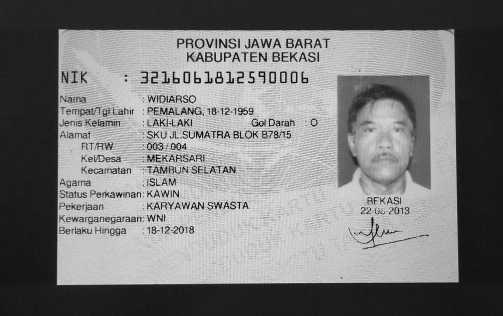 PROVINSI JAWA BARAT
KABUPATEN BEKASI
NIK : 3216061812590006
Nama : WIDIARSO
Tempat/Tgl Lahir : PEMALANG, 18-12-1959
Jenis Kelamin : LAKI-LAKI Gol Darah : O
Alamat : SKU JL.SUMATRA BLOK B78/15
RT/RW : 003 / 004
Kel/Desa : MEKARSARI
Kecamatan : TAMBUN SELATAN
Agama : ISLAM
Status Perkawinan: KAWIN
Pekerjaan : KARYAWAN SWASTA
Kewarganegaraan: WNI
Berlaku Hingga : 18-12-2018
BEKASI
22-08-2013